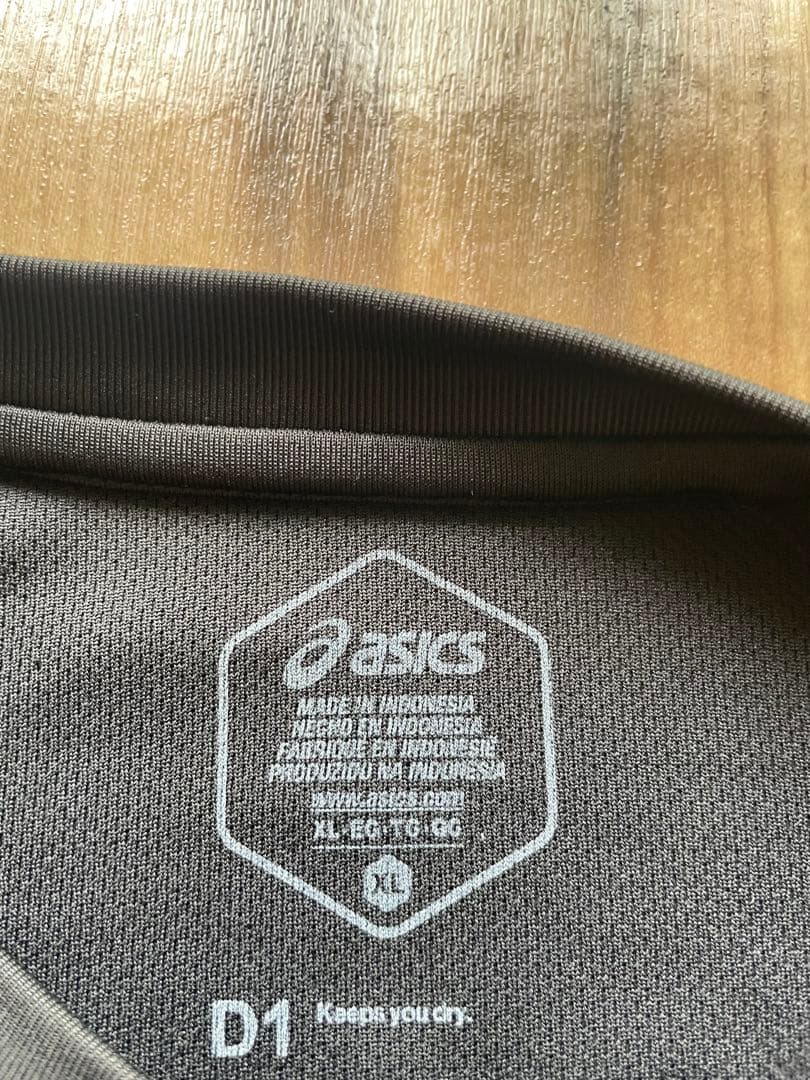 asics
MADE IN INDONESIA
HECHO EN INDONESIA
FABRIQUE EN INDONESIE
PRODUZIDO NA INDONESIA
www.asics.com
XL·EG·TG·GG
XL
D1 Keeps you dry.